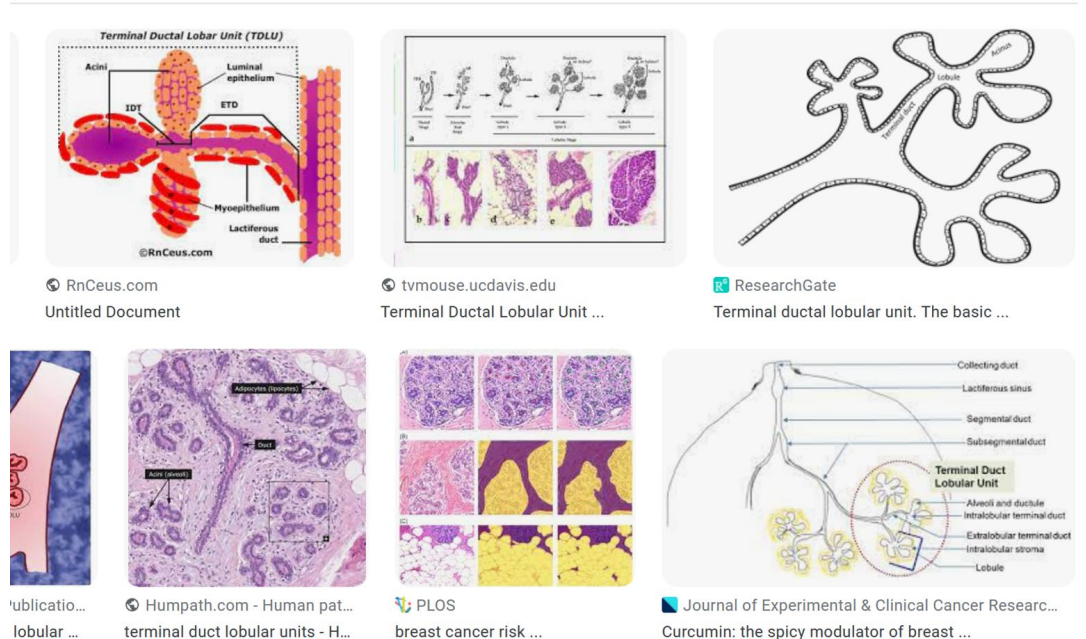 Terminal Ductal Lobar Unit (TDLU)
Acini
Luminal
epithelium
IDT
ETD
Myoepithelium
Lactiferous
duct
©RnCeus.com
a
b
d
e
Acinus
Lobule
Terminal duct
RnCeus.com
Untitled Document
tvmouse.ucdavis.edu
Terminal Ductal Lobular Unit ...
ResearchGate
Terminal ductal lobular unit. The basic ...
Adipocytes (lipocytes)
Duct
Acini (alveoli)
(B)
(C)
Collecting duct
Lactiferous sinus
Segmental duct
Subsegmental duct
Terminal Duct
Lobular Unit
Alveoli and ductule
Intralobular terminal duct
Extralobular terminal duct
Intralobular stroma
Lobule
Humpath.com - Human pat...
terminal duct lobular units - H...
PLOS
breast cancer risk ...
Journal of Experimental & Clinical Cancer Researc...
Curcumin: the spicy modulator of breast ...
lobular ...